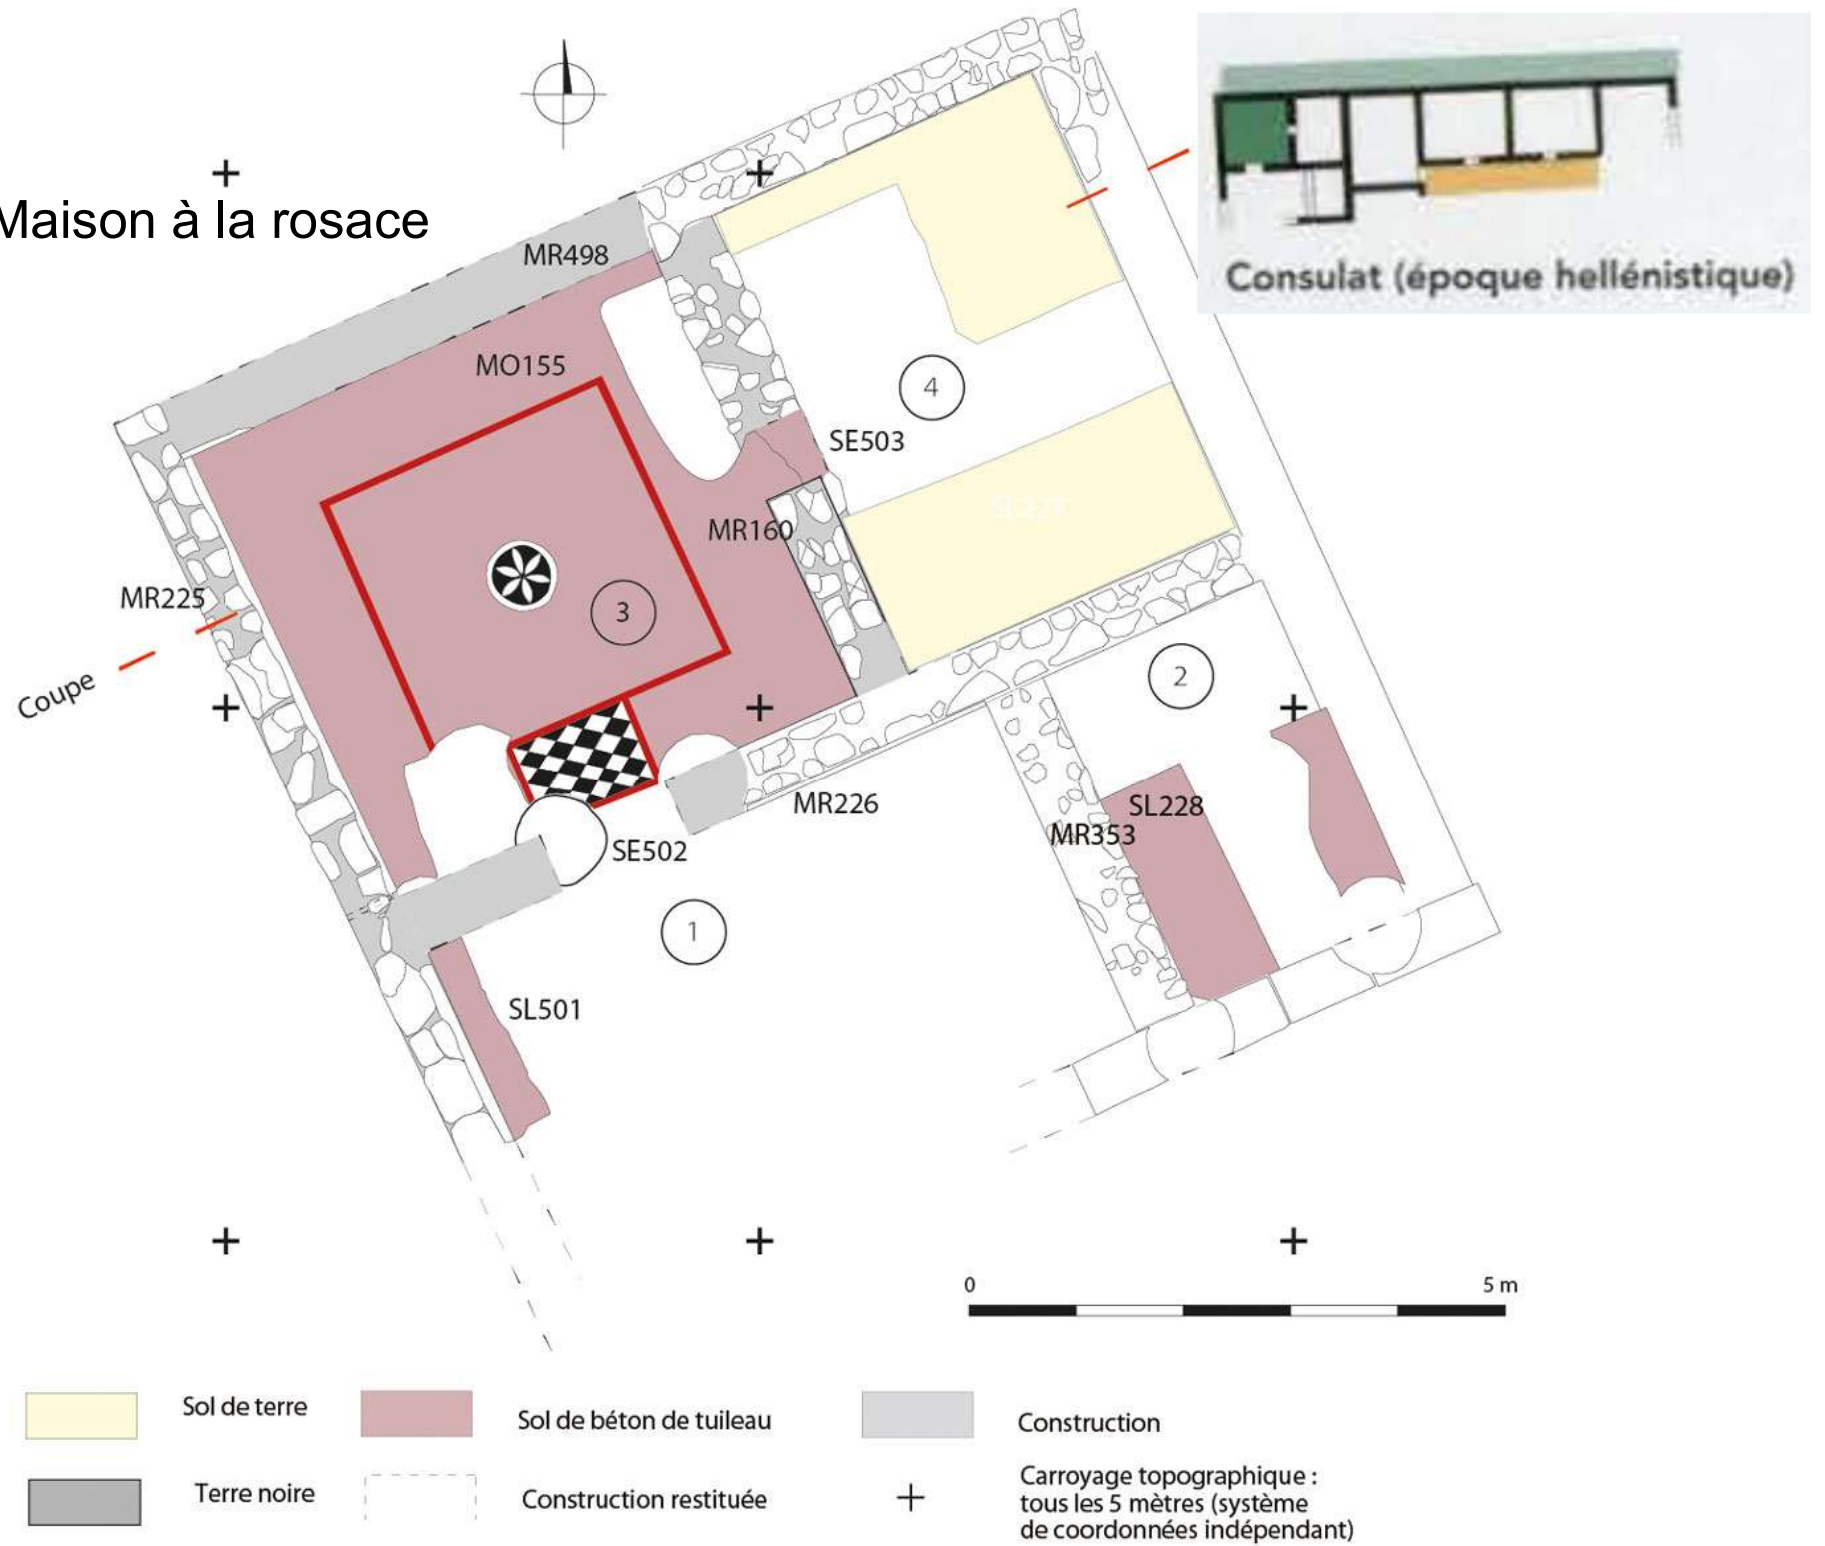 Maison à la rosace
Consulat (époque hellénistique)
MR498
MO155
4
SE503
MR160
MR225
3
Coupe
2
SL228
MR226
MR353
SE502
1
SL501
0 5 m
Sol de terre
Sol de béton de tuileau
Construction
Terre noire
Construction restituée
Carroyage topographique :
tous les 5 mètres (système
de coordonnées indépendant)